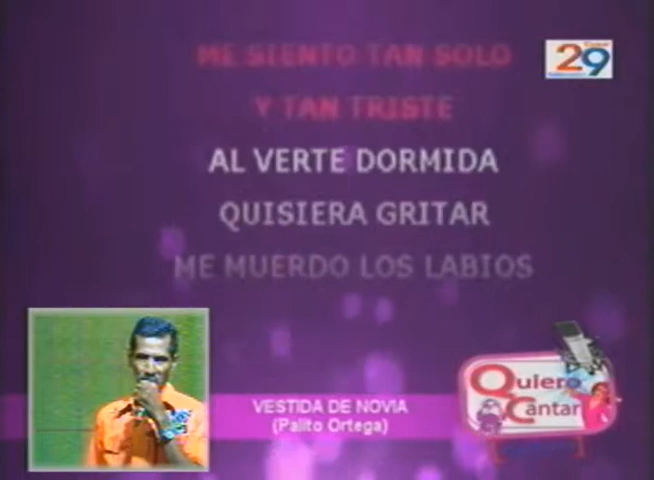 ME SIENTO TAN SOLO
29
Y TAN TRISTE
AL VERTE DORMIDA
QUISIERA GRITAR
ME MUERDO LOS LABIOS
Quiero
Cantar
VESTIDA DE NOVIA
(Palito Ortega)